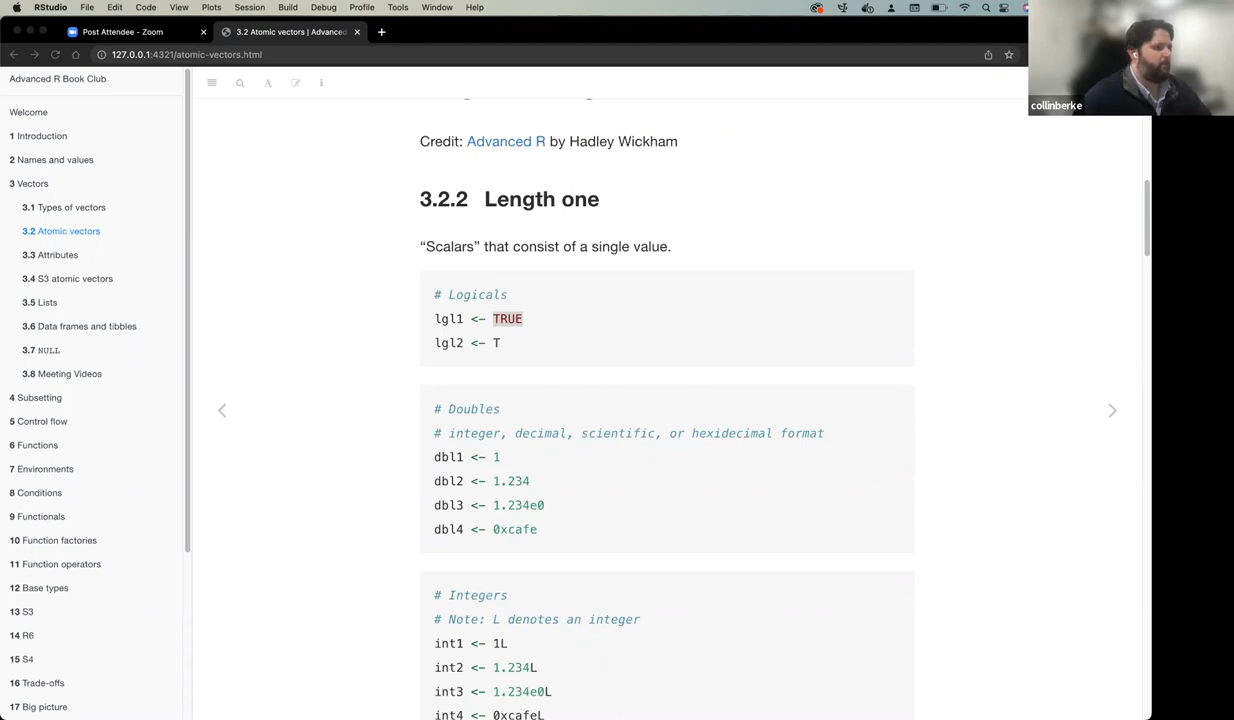 RStudio File Edit Code View Plots Session Build Debug Profile Tools Window Help
Post Attendee - Zoom
3.2 Atomic vectors | Advanced
127.0.0.1:4321/atomic-vectors.html
collinberke
Advanced R Book Club
Welcome
1 Introduction
2 Names and values
3 Vectors
3.1 Types of vectors
3.2 Atomic vectors
3.3 Attributes
3.4 S3 atomic vectors
3.5 Lists
3.6 Data frames and tibbles
3.7 NULL
3.8 Meeting Videos
4 Subsetting
5 Control flow
6 Functions
7 Environments
8 Conditions
9 Functionals
10 Function factories
11 Function operators
12 Base types
13 S3
14 R6
15 S4
16 Trade-offs
17 Big picture
Credit: Advanced R by Hadley Wickham
3.2.2 Length one
“Scalars” that consist of a single value.
# Logicals
lgl1 <- TRUE
lgl2 <- T
# Doubles
# integer, decimal, scientific, or hexidecimal format
dbl1 <- 1
dbl2 <- 1.234
dbl3 <- 1.234e0
dbl4 <- 0xcafe
# Integers
# Note: L denotes an integer
int1 <- 1L
int2 <- 1.234L
int3 <- 1.234e0L
int4 <- 0xcafeL